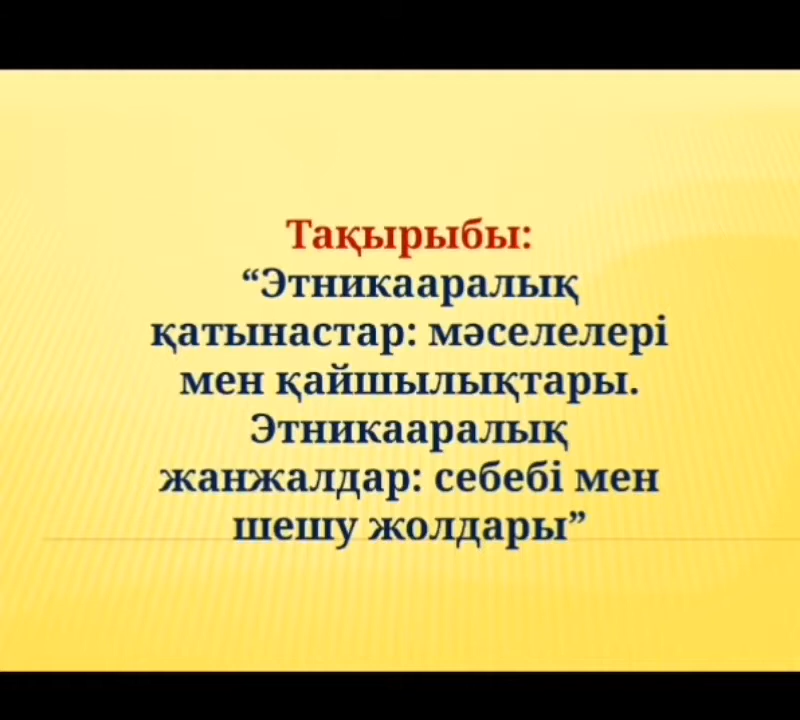 Тақырыбы:
“Этникааралық
қатынастар: мәселелері
мен қайшылықтары.
Этникааралық
жанжалдар: себебі мен
шешу жолдары”